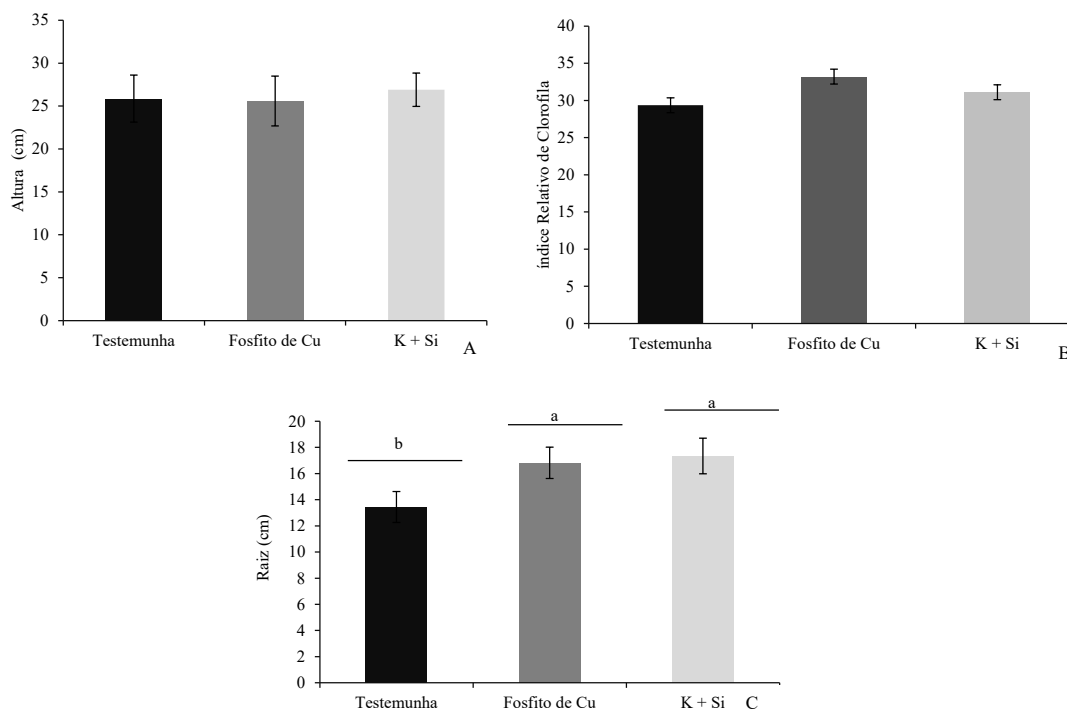 35
30
25
20
15
10
5
0
Altura (cm)
Testemunha Fosfito de Cu K + Si
A
40
35
30
25
20
15
10
5
0
índice Relativo de Clorofila
Testemunha Fosfito de Cu K + Si
B
20
18
16
14
12
10
8
6
4
2
0
Raiz (cm)
b a a
Testemunha Fosfito de Cu K + Si
C